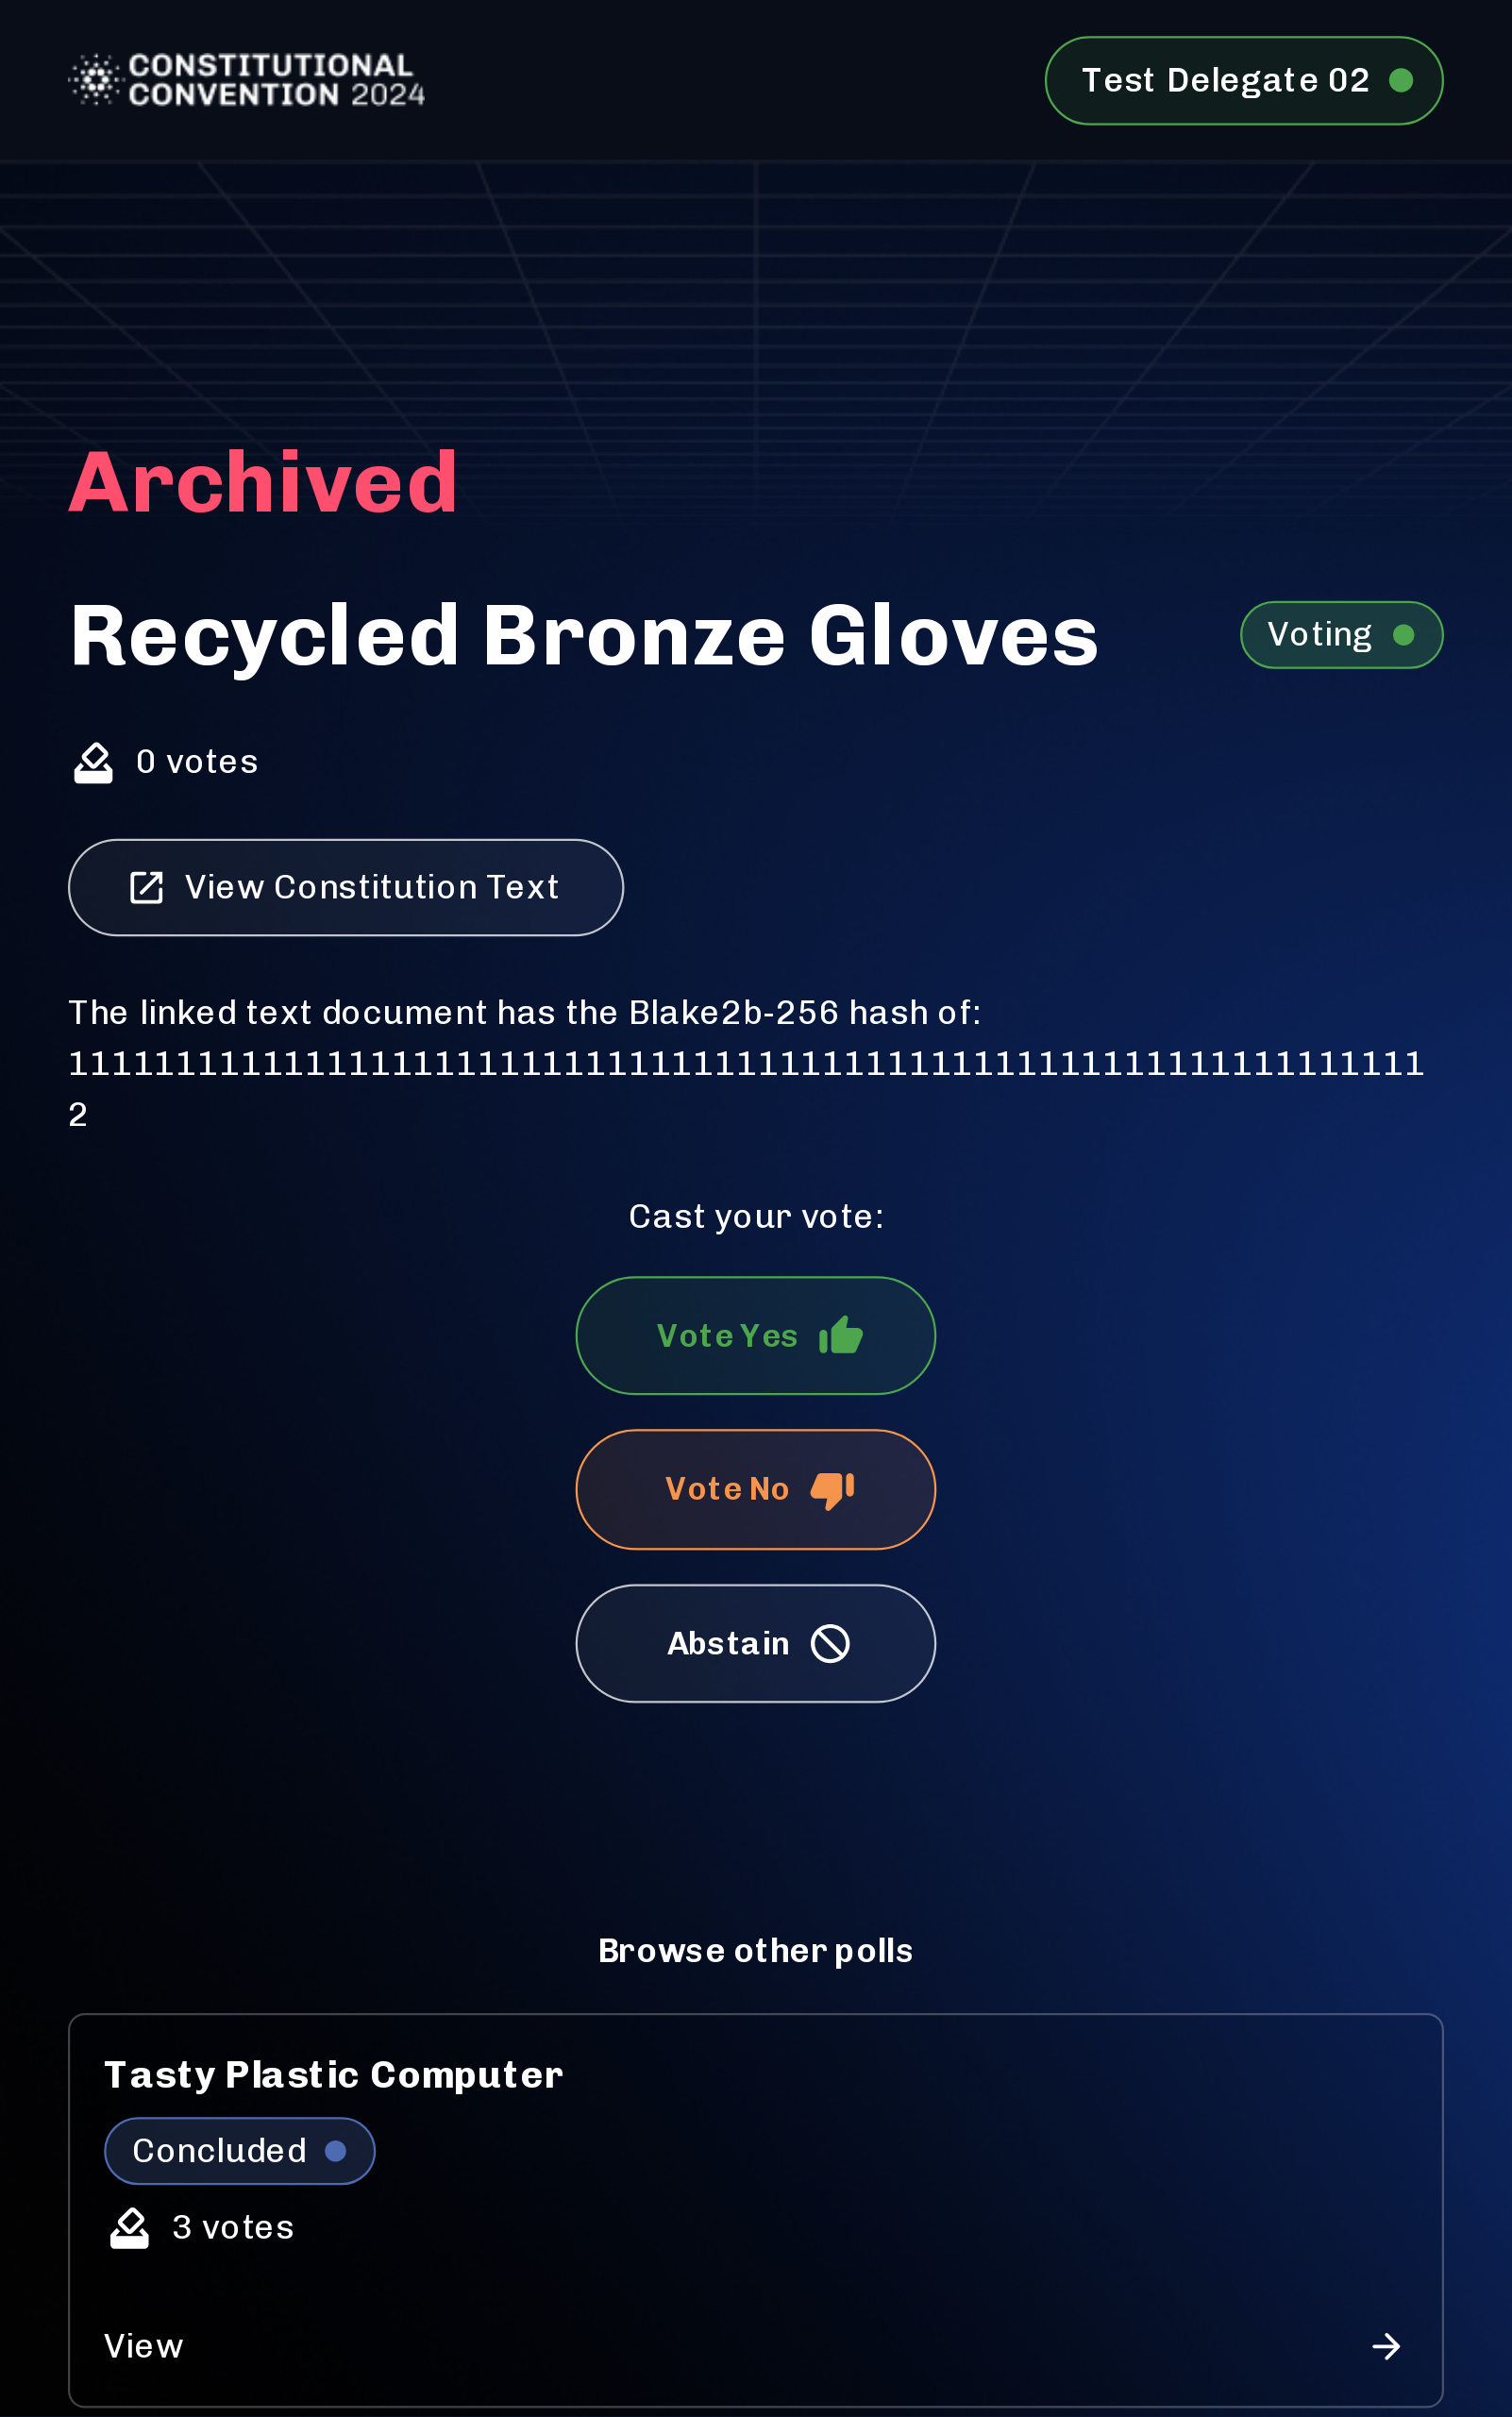 CONSTITUTIONAL
CONVENTION 2024
Test Delegate 02
Archived
Recycled Bronze Gloves
Voting
0 votes
View Constitution Text
The linked text document has the Blake2b-256 hash of:
111111111111111111111111111111111111111111111111111111111111111
2
Cast your vote:
Vote Yes
Vote No
Abstain
Browse other polls
Tasty Plastic Computer
Concluded
3 votes
View